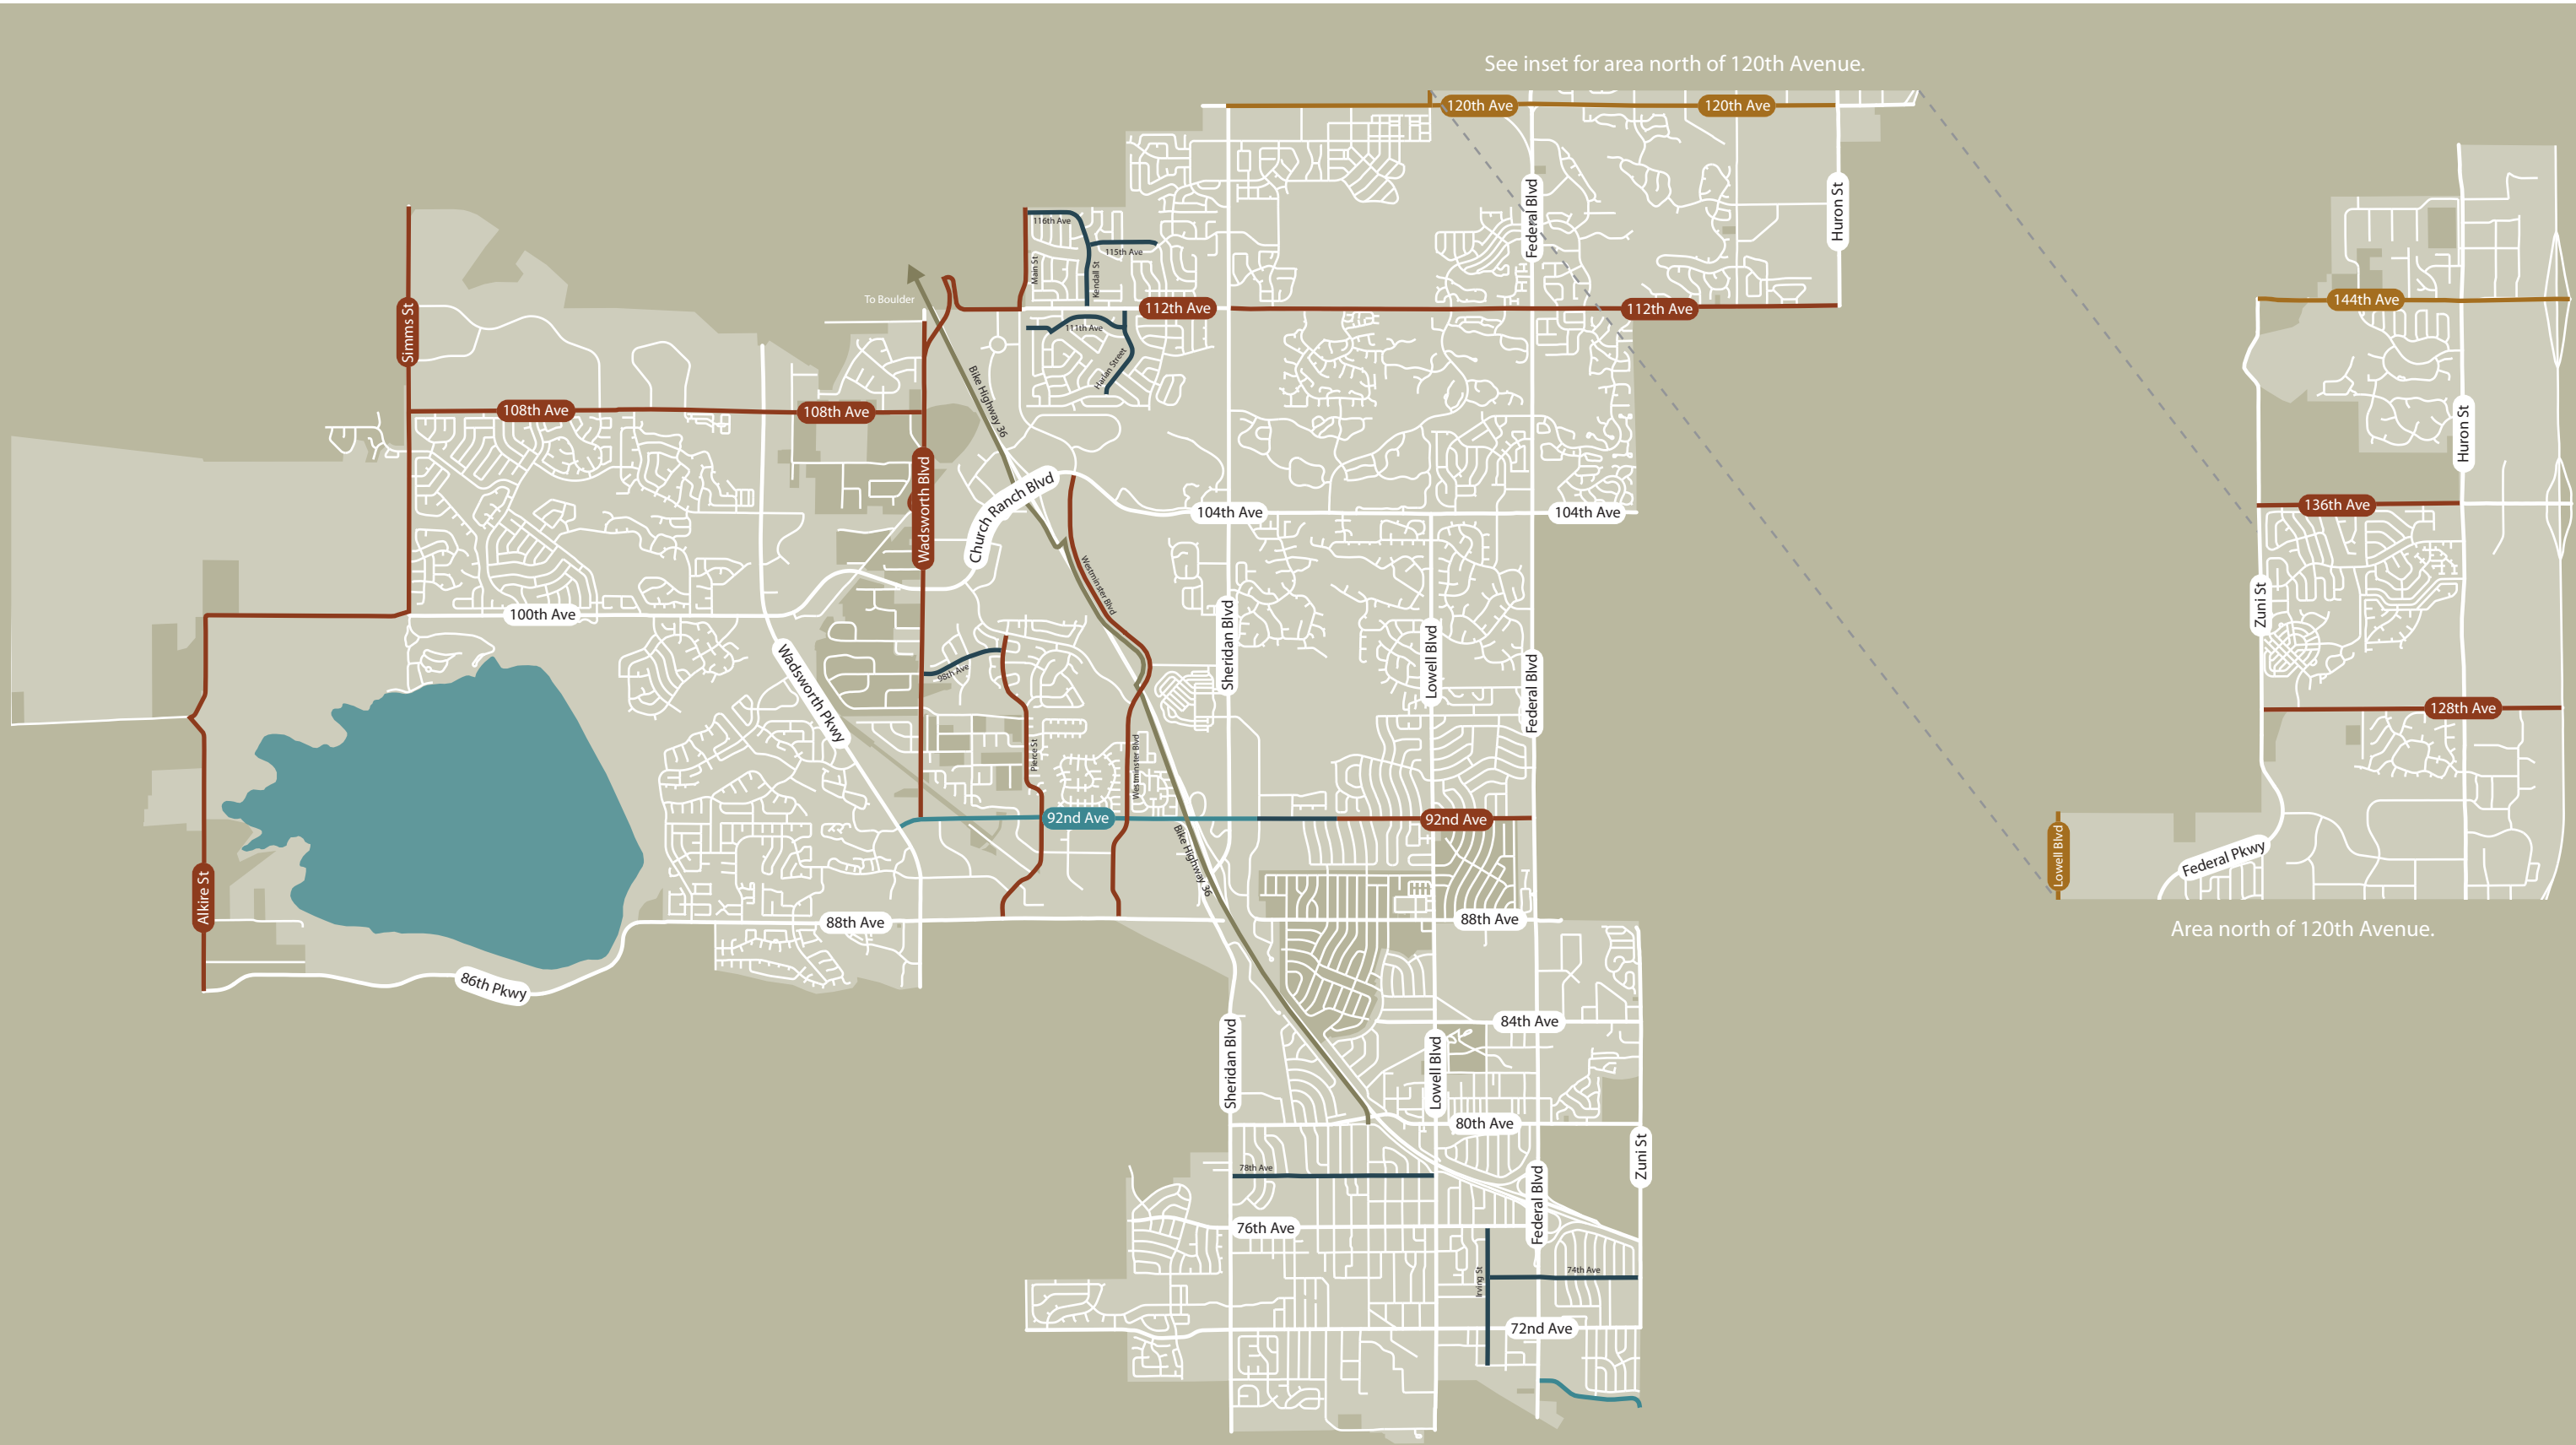 See inset for area north of 120th Avenue.
120th Ave
120th Ave
Federal Blvd
Huron St
116th Ave
115th Ave
Main St
Kendall St
To Boulder
112th Ave
112th Ave
111th Ave
Harlan Street
Simms St
144th Ave
Bike Highway 36
108th Ave
108th Ave
Huron St
Wadsworth Blvd
Church Ranch Blvd
104th Ave
104th Ave
136th Ave
Westminster Blvd
100th Ave
Zuni St
Sheridan Blvd
Lowell Blvd
Federal Blvd
98th Ave
Wadsworth Pkwy
128th Ave
Pierce St
Westminster Blvd
92nd Ave
92nd Ave
Bike Highway 36
Lowell Blvd
Federal Pkwy
Alkire St
88th Ave
88th Ave
Area north of 120th Avenue.
86th Pkwy
84th Ave
Sheridan Blvd
Lowell Blvd
80th Ave
Zuni St
78th Ave
Federal Blvd
76th Ave
Irving St
74th Ave
72nd Ave